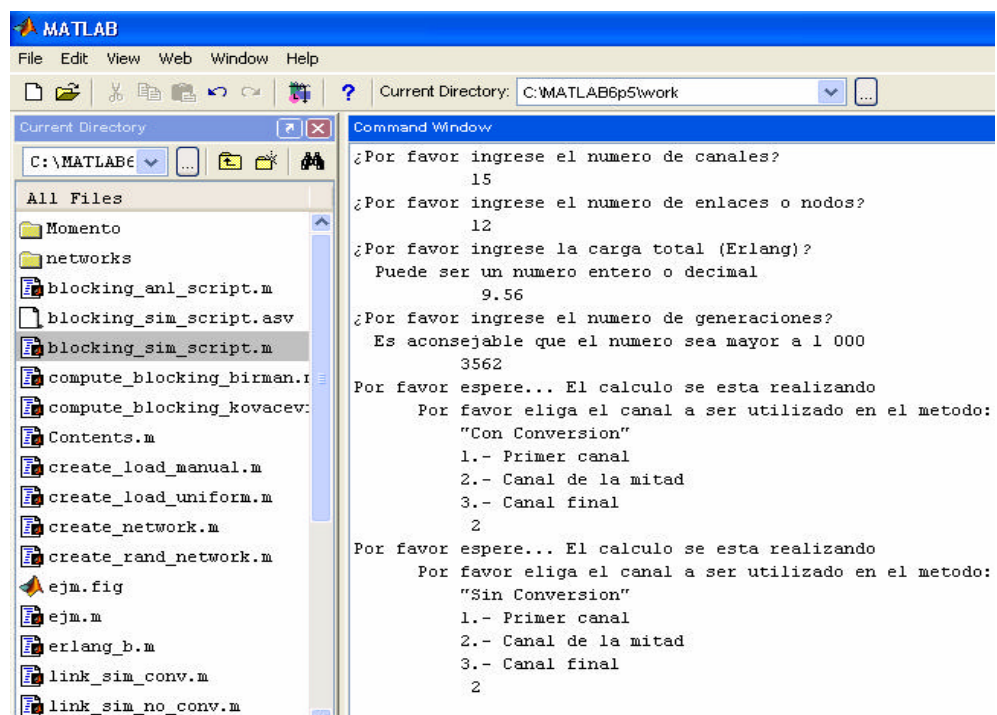 MATLAB
File Edit View Web Window Help
? Current Directory: C:\MATLAB6p5\work ...
Current Directory
C:\MATLAB6 ...
All Files
Momento
networks
blocking_anl_script.m
blocking_sim_script.asv
blocking_sim_script.m
compute_blocking_birman.m
compute_blocking_kovacevi
Contents.m
create_load_manual.m
create_load_uniform.m
create_network.m
create_rand_network.m
ejm.fig
ejm.m
erlang_b.m
link_sim_conv.m
link_sim_no_conv.m
Command Window
¿Por favor ingrese el numero de canales?
15
¿Por favor ingrese el numero de enlaces o nodos?
12
¿Por favor ingrese la carga total (Erlang)?
Puede ser un numero entero o decimal
9.56
¿Por favor ingrese el numero de generaciones?
Es aconsejable que el numero sea mayor a 1 000
3562
Por favor espere... El calculo se esta realizando
Por favor eliga el canal a ser utilizado en el metodo:
"Con Conversion"
1.- Primer canal
2.- Canal de la mitad
3.- Canal final
2
Por favor espere... El calculo se esta realizando
Por favor eliga el canal a ser utilizado en el metodo:
"Sin Conversion"
1.- Primer canal
2.- Canal de la mitad
3.- Canal final
2